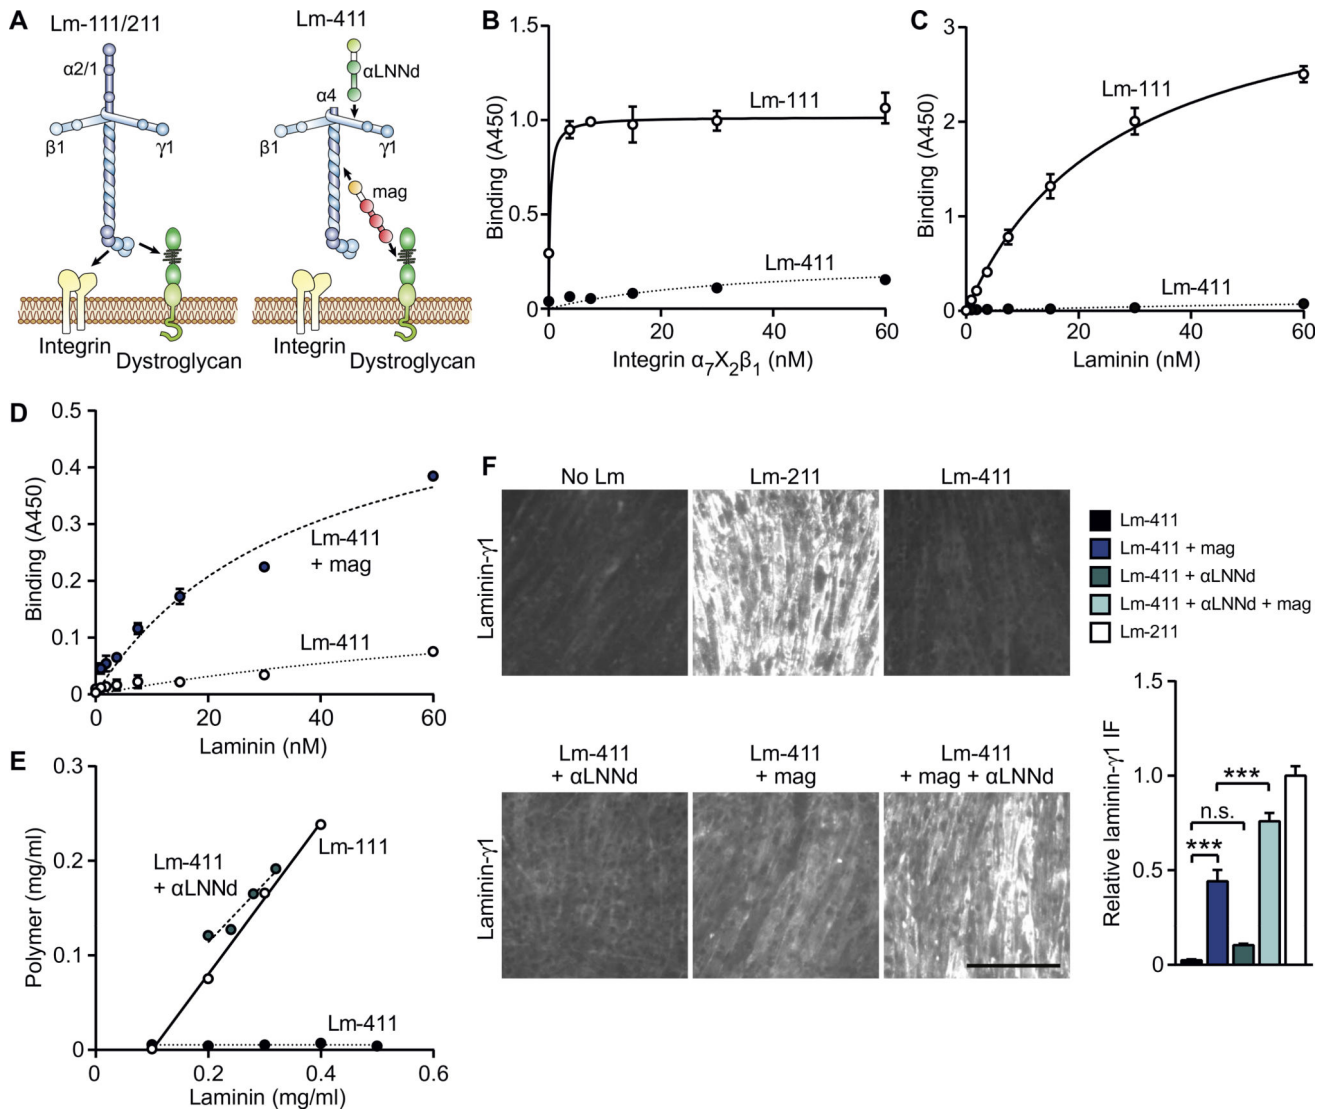 A
Lm-111/211
α2/1
β1
γ1
Integrin
Dystroglycan
Lm-411
αLNNd
α4
β1
γ1
mag
Integrin
Dystroglycan
B
1.5
1.0
0.5
0
Binding (A450)
Lm-111
Lm-411
0 20 40 60
Integrin α₇X₂β₁ (nM)
C
3
2
1
0
Binding (A450)
Lm-111
Lm-411
0 20 40 60
Laminin (nM)
D
0.5
0.4
0.3
0.2
0.1
0
Binding (A450)
Lm-411
+ mag
Lm-411
0 20 40 60
Laminin (nM)
E
0.3
0.2
0.1
0
Polymer (mg/ml)
Lm-411
+ αLNNd
Lm-111
Lm-411
0 0.2 0.4 0.6
Laminin (mg/ml)
F
No Lm
Lm-211
Lm-411
Laminin-γ1
Lm-411
+ αLNNd
Lm-411
+ mag
Lm-411
+ mag + αLNNd
Laminin-γ1
Lm-411
Lm-411 + mag
Lm-411 + αLNNd
Lm-411 + αLNNd + mag
Lm-211
1.5
1.0
0.5
0
Relative laminin-γ1 IF
***
n.s.
***